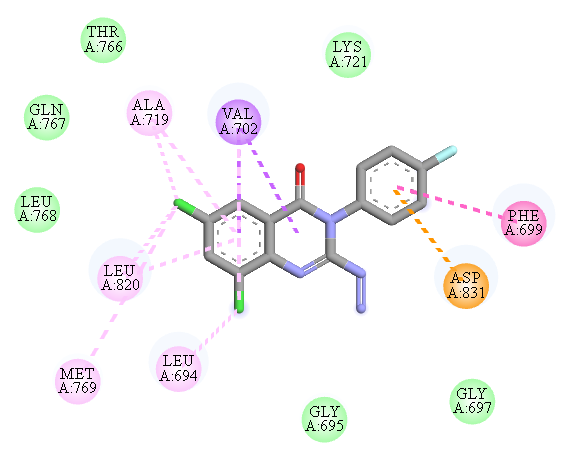 THR
A:766
LYS
A:721
GLN
A:767
ALA
A:719
VAL
A:702
LEU
A:768
PHE
A:699
LEU
A:820
ASP
A:831
MET
A:769
LEU
A:694
GLY
A:695
GLY
A:697